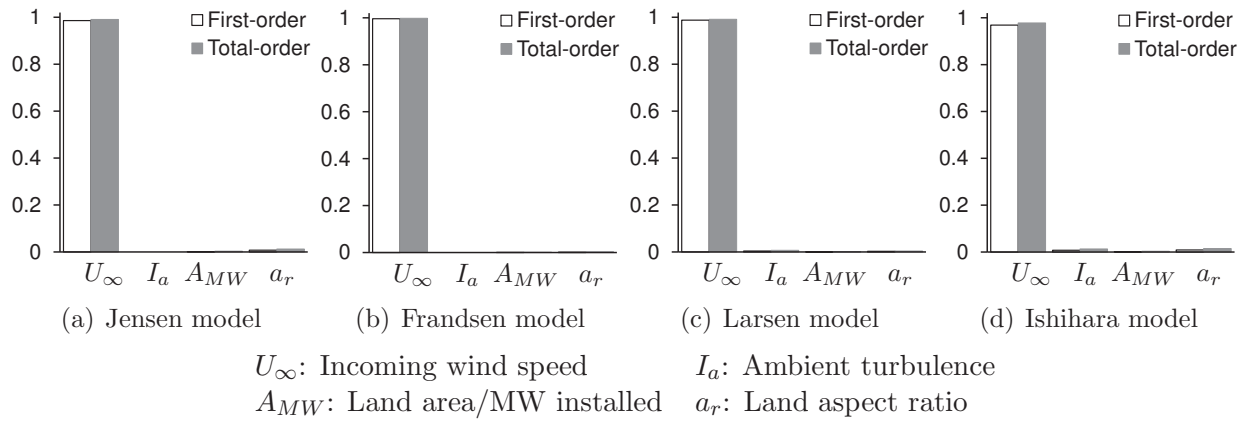 First-order
Total-order
1
0.8
0.6
0.4
0.2
0
U∞ Ia AMW ar
(a) Jensen model
First-order
Total-order
1
0.8
0.6
0.4
0.2
0
U∞ Ia AMW ar
(b) Frandsen model
First-order
Total-order
1
0.8
0.6
0.4
0.2
0
U∞ Ia AMW ar
(c) Larsen model
First-order
Total-order
1
0.8
0.6
0.4
0.2
0
U∞ Ia AMW ar
(d) Ishihara model
U∞: Incoming wind speed Ia: Ambient turbulence
AMW: Land area/MW installed ar: Land aspect ratio